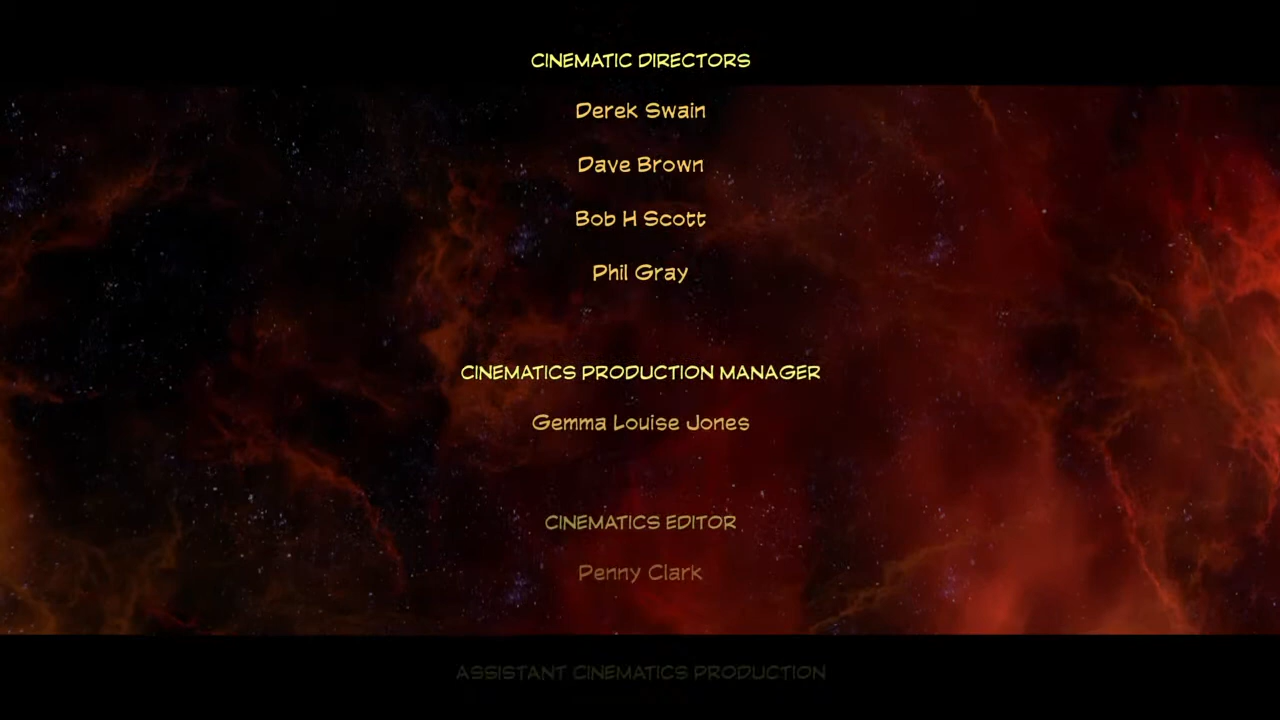 CINEMATIC DIRECTORS
Derek Swain
Dave Brown
Bob H Scott
Phil Gray
CINEMATICS PRODUCTION MANAGER
Gemma Louise Jones
CINEMATICS EDITOR
Penny Clark
ASSISTANT CINEMATICS PRODUCTION